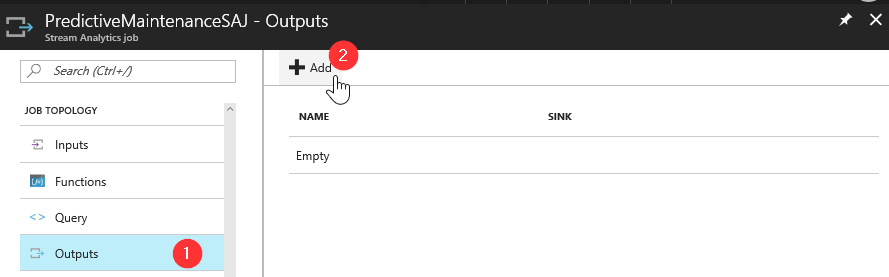 PredictiveMaintenanceSAJ - Outputs
Stream Analytics job
Search (Ctrl+/)
JOB TOPOLOGY
Inputs
Functions
Query
Outputs
1
Add
2
NAME SINK
Empty